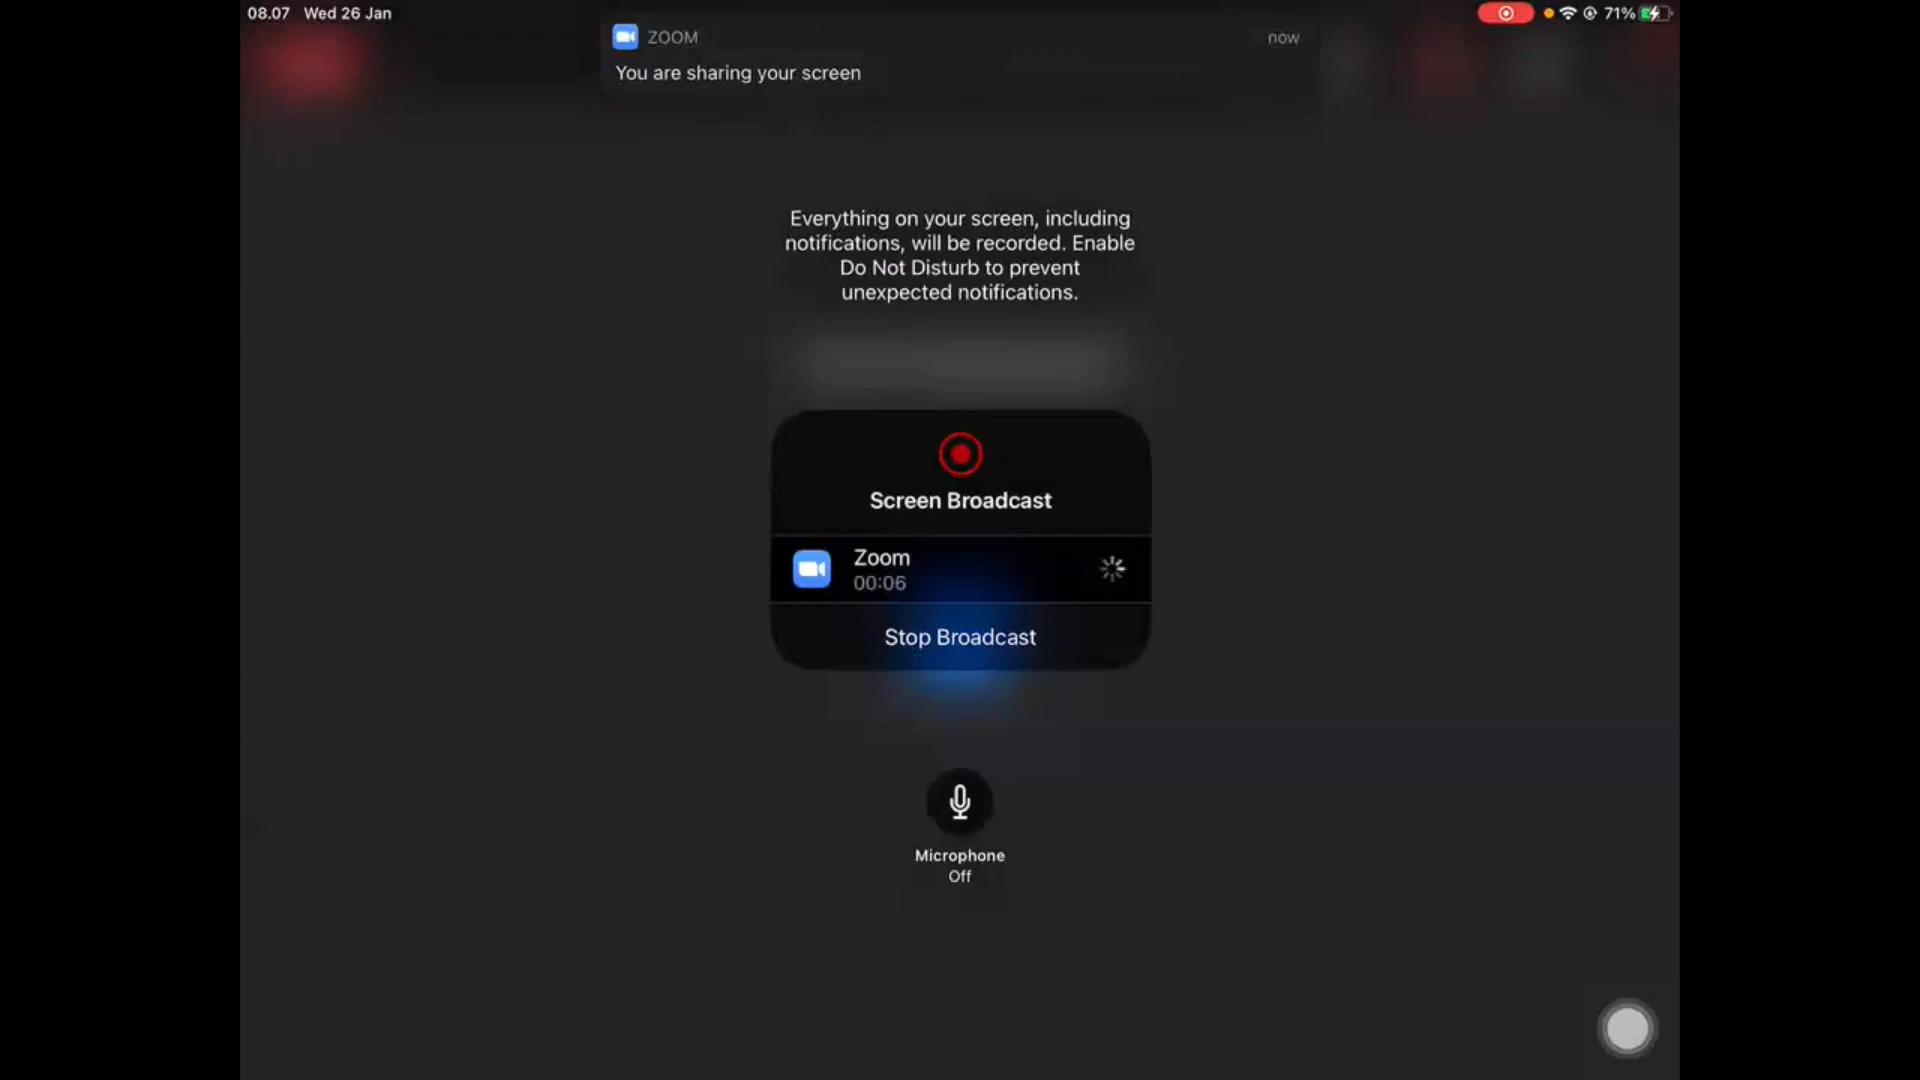 08.07 Wed 26 Jan
71%
ZOOM
now
You are sharing your screen
Everything on your screen, including
notifications, will be recorded. Enable
Do Not Disturb to prevent
unexpected notifications.
Screen Broadcast
Zoom
00:06
Stop Broadcast
Microphone
Off